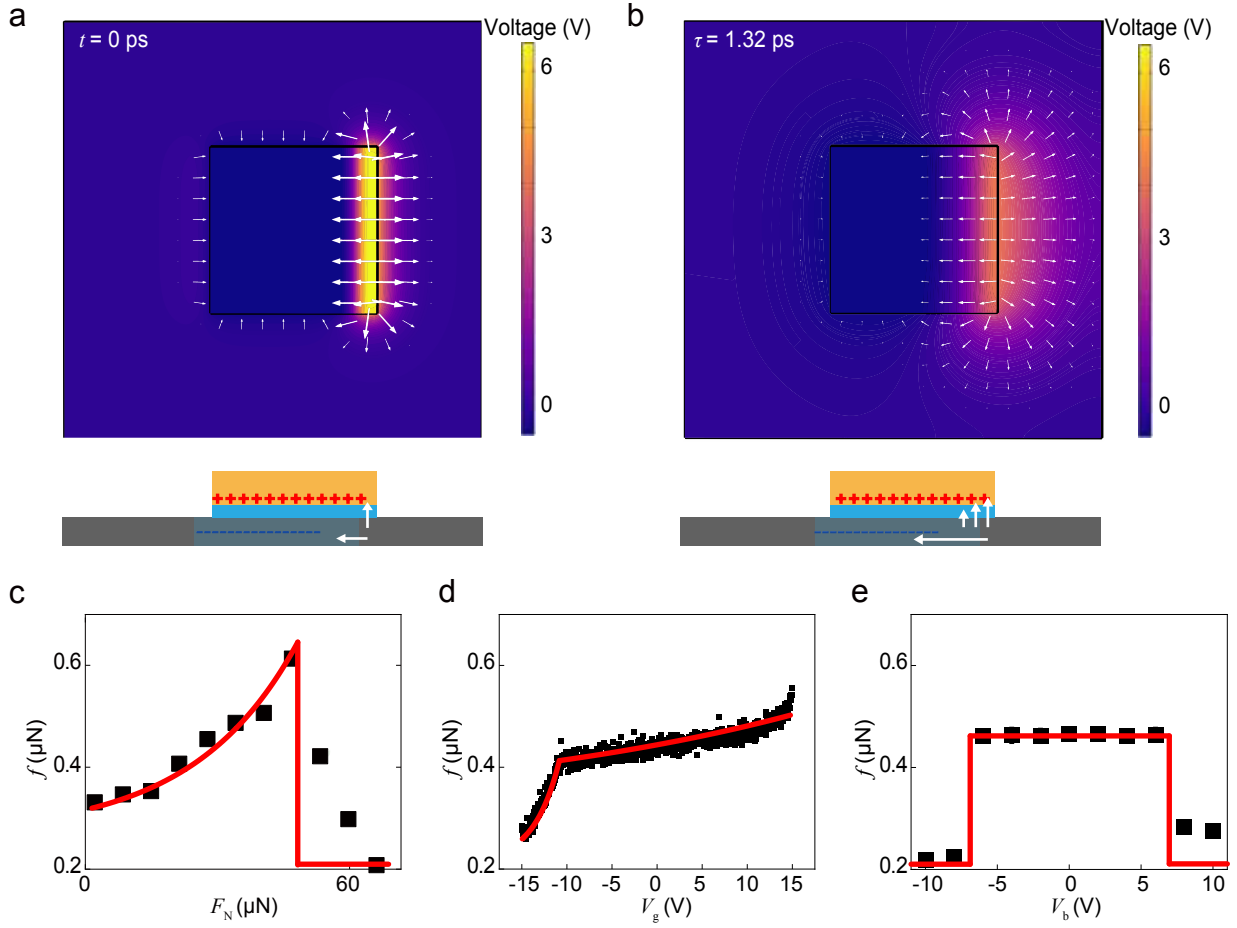 a
t = 0 ps
Voltage (V)
6
3
0
b
τ = 1.32 ps
Voltage (V)
6
3
0
+++++++++++
+++++++++++
c
f (µN)
0.6
0.4
0.2
0
60
F_N (µN)
d
f (µN)
0.6
0.4
0.2
-15
-10
-5
0
5
10
15
V_g (V)
e
f (µN)
0.6
0.4
0.2
-10
-5
0
5
10
V_b (V)